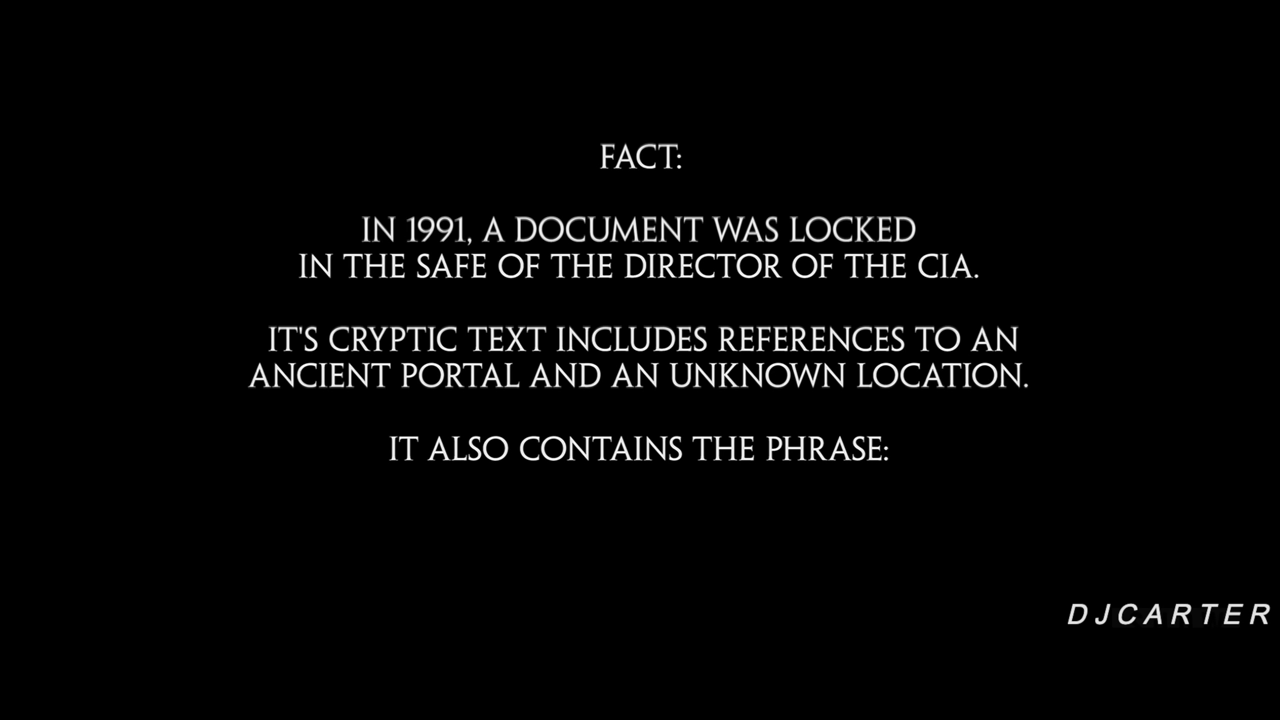 FACT:
IN 1991, A DOCUMENT WAS LOCKED
IN THE SAFE OF THE DIRECTOR OF THE CIA.
IT'S CRYPTIC TEXT INCLUDES REFERENCES TO AN
ANCIENT PORTAL AND AN UNKNOWN LOCATION.
IT ALSO CONTAINS THE PHRASE:
DJCARTER